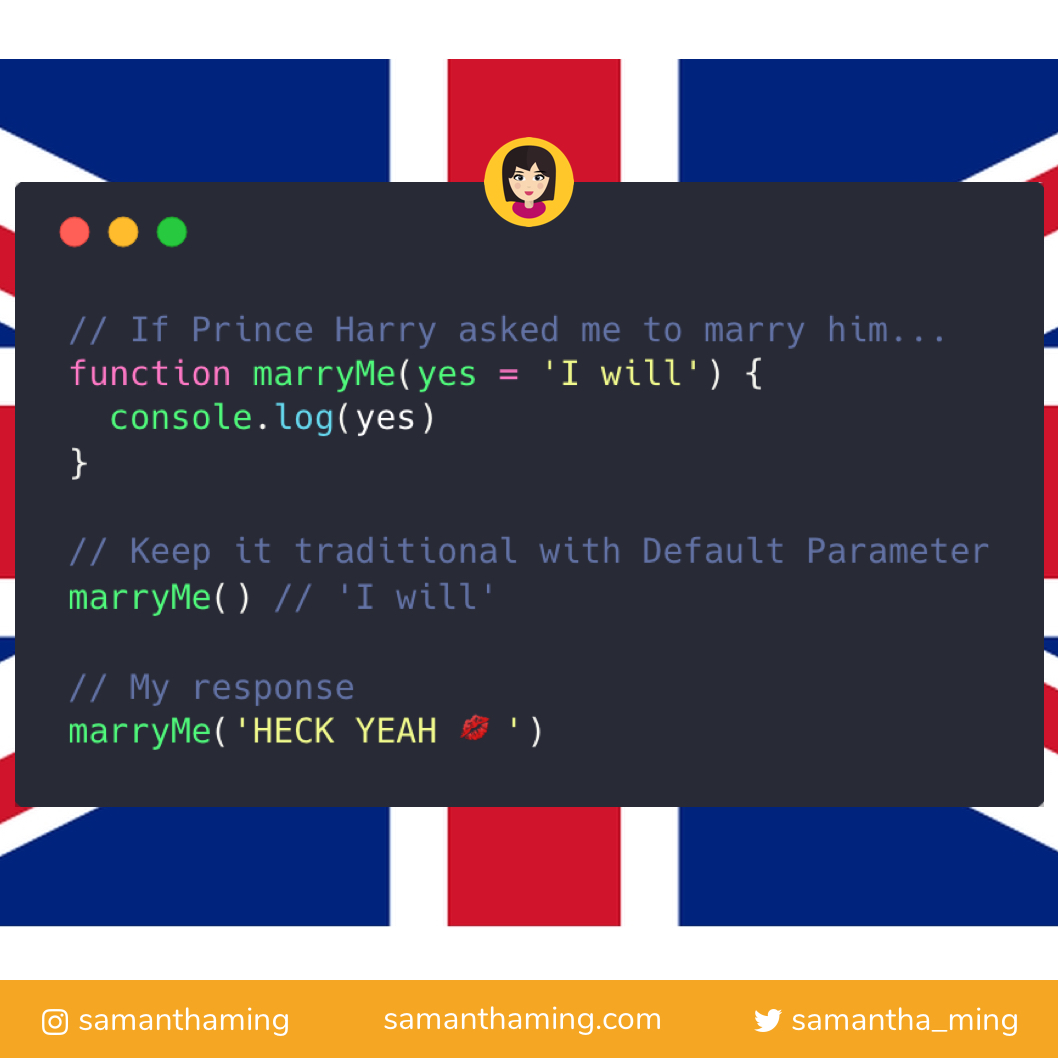 // If Prince Harry asked me to marry him...
function marryMe(yes = 'I will') {
  console.log(yes)
}
// Keep it traditional with Default Parameter
marryMe() // 'I will'
// My response
marryMe('HECK YEAH 💋 ')
samanthaming samanthaming.com samantha_ming